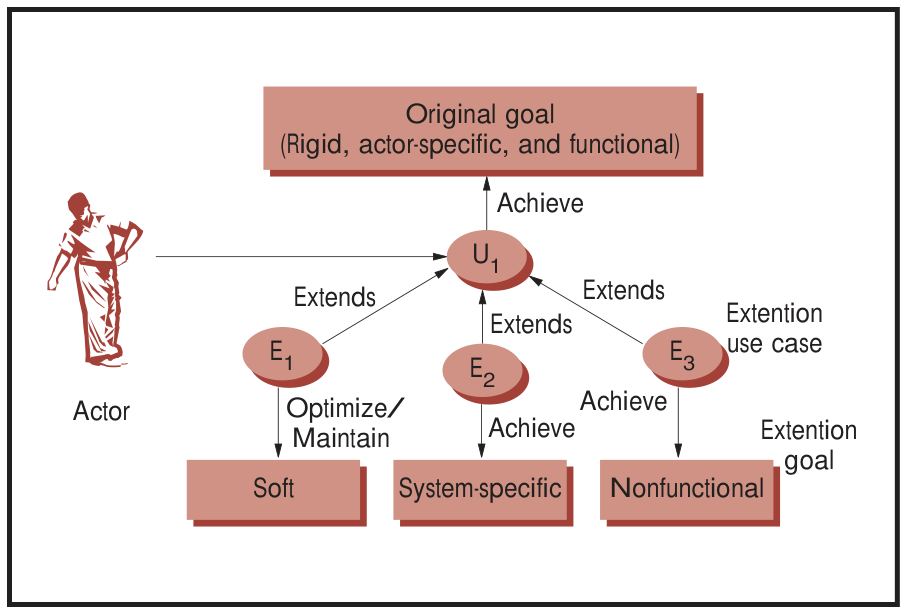 Original goal
(Rigid, actor-specific, and functional)
Achieve
U1
Extends
Extends
Extends
Extention
use case
E1
E2
E3
Actor
Optimize/
Maintain
Achieve
Achieve
Extention
goal
Soft
System-specific
Nonfunctional